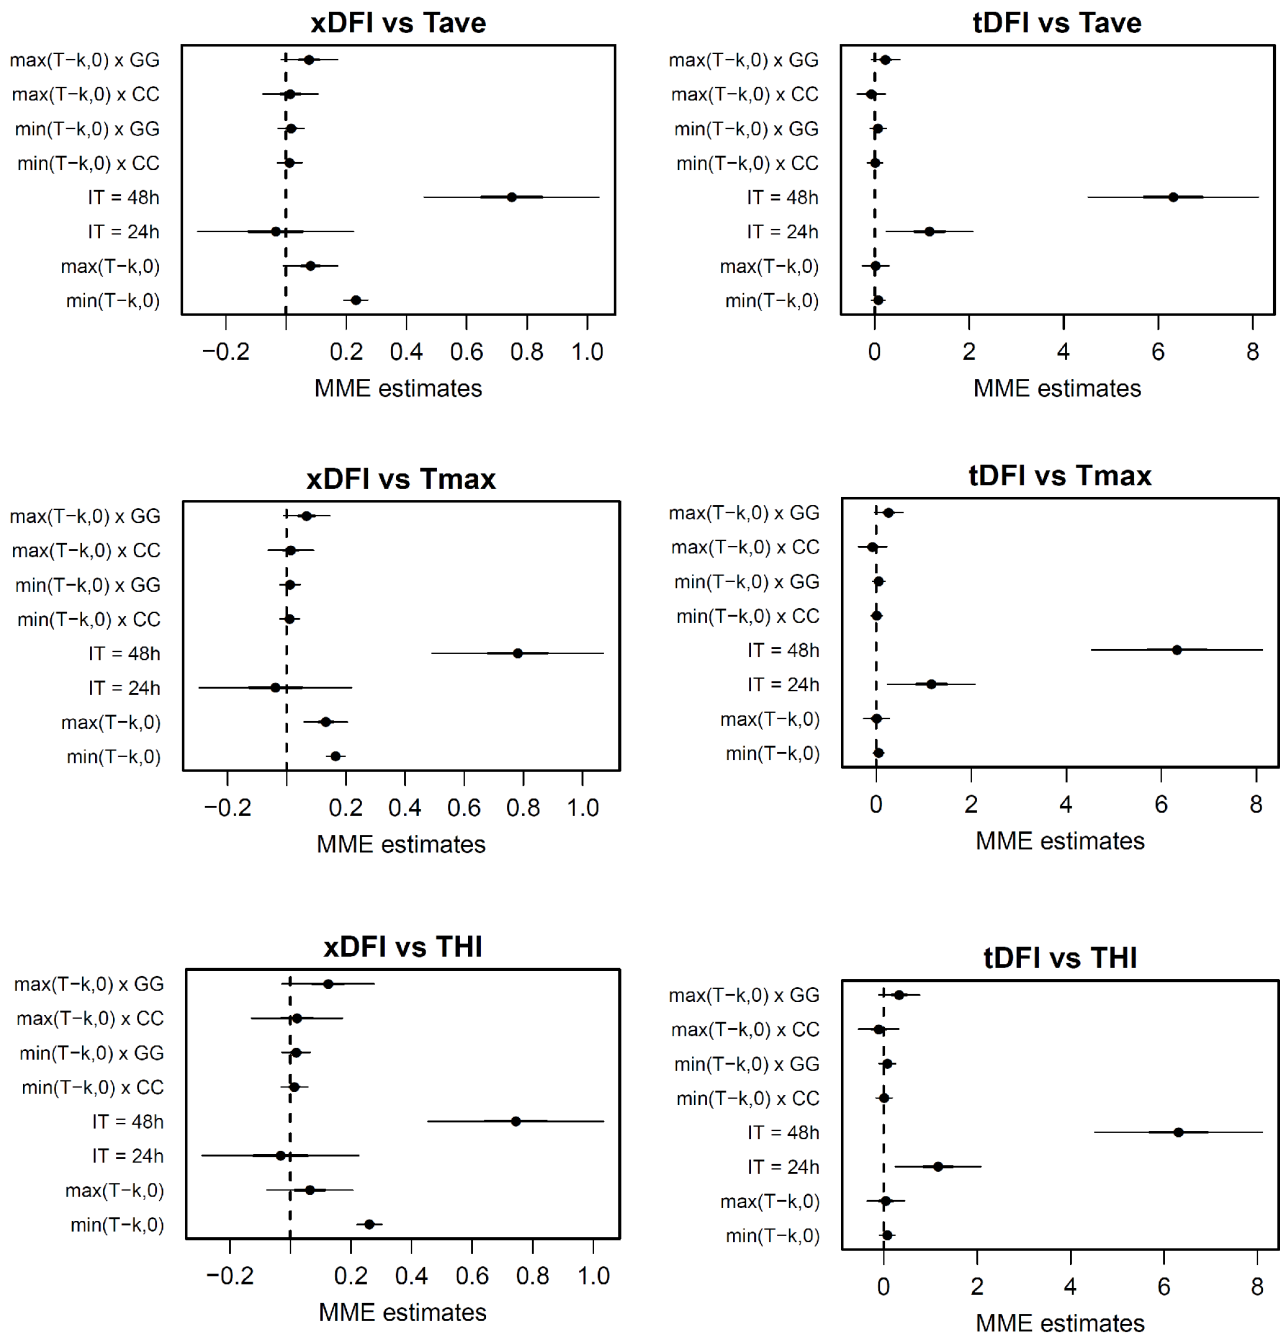 xDFI vs Tave
max(T−k,0) x GG
max(T−k,0) x CC
min(T−k,0) x GG
min(T−k,0) x CC
IT = 48h
IT = 24h
max(T−k,0)
min(T−k,0)
−0.2 0.2 0.4 0.6 0.8 1.0
MME estimates
tDFI vs Tave
max(T−k,0) x GG
max(T−k,0) x CC
min(T−k,0) x GG
min(T−k,0) x CC
IT = 48h
IT = 24h
max(T−k,0)
min(T−k,0)
0 2 4 6 8
MME estimates
xDFI vs Tmax
max(T−k,0) x GG
max(T−k,0) x CC
min(T−k,0) x GG
min(T−k,0) x CC
IT = 48h
IT = 24h
max(T−k,0)
min(T−k,0)
−0.2 0.2 0.4 0.6 0.8 1.0
MME estimates
tDFI vs Tmax
max(T−k,0) x GG
max(T−k,0) x CC
min(T−k,0) x GG
min(T−k,0) x CC
IT = 48h
IT = 24h
max(T−k,0)
min(T−k,0)
0 2 4 6 8
MME estimates
xDFI vs THI
max(T−k,0) x GG
max(T−k,0) x CC
min(T−k,0) x GG
min(T−k,0) x CC
IT = 48h
IT = 24h
max(T−k,0)
min(T−k,0)
−0.2 0.2 0.4 0.6 0.8 1.0
MME estimates
tDFI vs THI
max(T−k,0) x GG
max(T−k,0) x CC
min(T−k,0) x GG
min(T−k,0) x CC
IT = 48h
IT = 24h
max(T−k,0)
min(T−k,0)
0 2 4 6 8
MME estimates